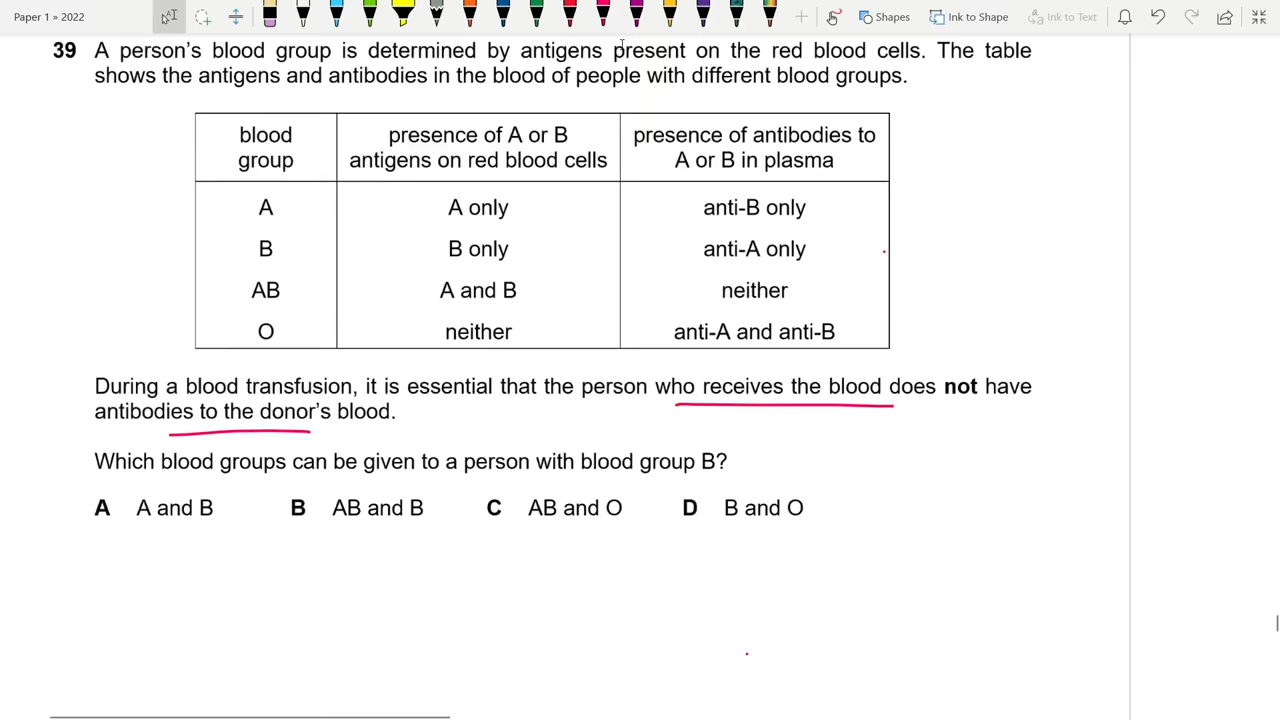 Paper 1 » 2022
Shapes
Ink to Shape
Ink to Text
39 A person's blood group is determined by antigens present on the red blood cells. The table
shows the antigens and antibodies in the blood of people with different blood groups.
blood group presence of A or B antigens on red blood cells presence of antibodies to A or B in plasma
A A only anti-B only
B B only anti-A only
AB A and B neither
O neither anti-A and anti-B
During a blood transfusion, it is essential that the person who receives the blood does not have
antibodies to the donor's blood.
Which blood groups can be given to a person with blood group B?
A A and B B AB and B C AB and O D B and O